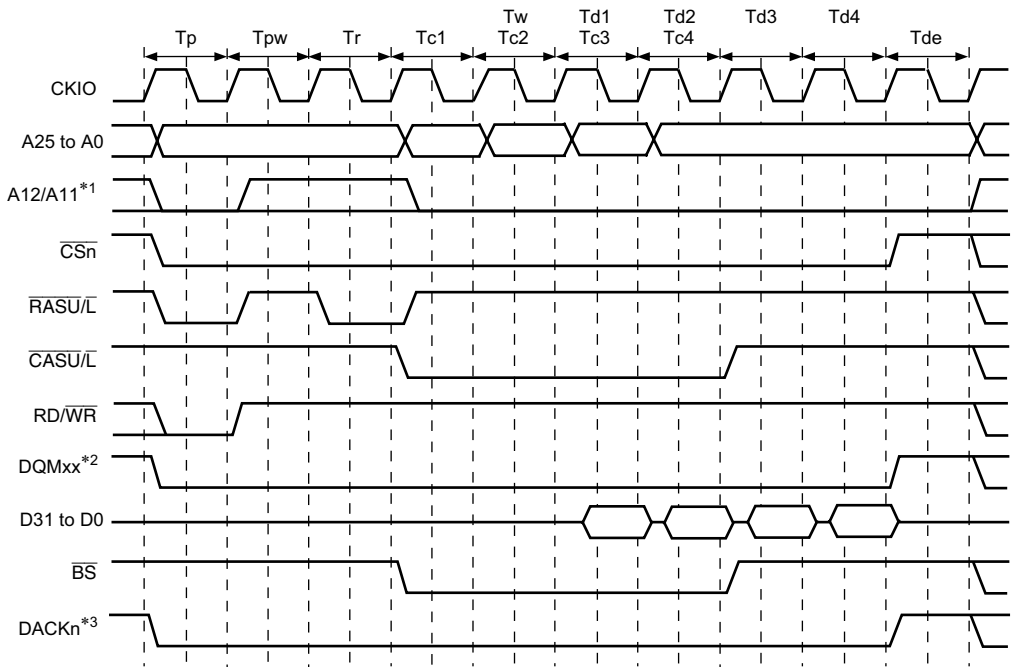 Tw Td1 Td2 Td3 Td4
Tp Tpw Tr Tc1 Tc2 Tc3 Tc4 Tde
CKIO
A25 to A0
A12/A11*1
CSn
RASU/L
CASU/L
RD/WR
DQMxx*2
D31 to D0
BS
DACKn*3